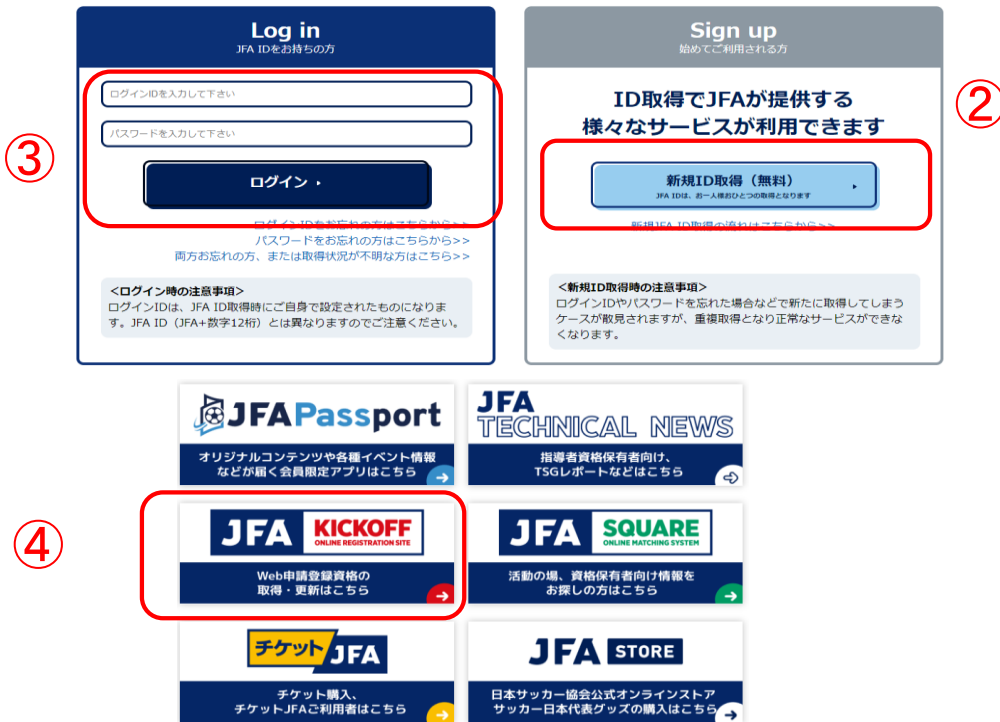 Log in
JFA IDをお持ちの方
ログインIDを入力して下さい
パスワードを入力して下さい
③
ログイン
ログインIDをお忘れの方はこちらから>>
パスワードをお忘れの方はこちらから>>
両方お忘れの方、または取得状況が不明な方はこちら>>
<ログイン時の注意事項>
ログインIDは、JFA ID取得時にご自身で設定されたものになりま
す。JFA ID（JFA+数字12桁）とは異なりますのでご注意ください。
Sign up
始めてご利用される方
ID取得でJFAが提供する
様々なサービスが利用できます
②
新規ID取得（無料）
JFA IDは、お一人様おひとつの取得となります
新規JFA ID取得の流れはこちらから>>
<新規ID取得時の注意事項>
ログインIDやパスワードを忘れた場合などで新たに取得してしまう
ケースが散見されますが、重複取得となり正常なサービスができな
くなります。
JFAPassport
オリジナルコンテンツや各種イベント情報
などが届く会員限定アプリはこちら
JFA
TECHNICAL NEWS
指導者資格保有者向け、
TSGレポートなどはこちら
④
JFA KICKOFF
ONLINE REGISTRATION SITE
Web申請登録資格の
取得・更新はこちら
JFA SQUARE
ONLINE MATCHING SYSTEM
活動の場、資格保有者向け情報を
お探しの方はこちら
チケットJFA
チケット購入、
チケットJFAご利用者はこちら
JFA STORE
日本サッカー協会公式オンラインストア
サッカー日本代表グッズの購入はこちら